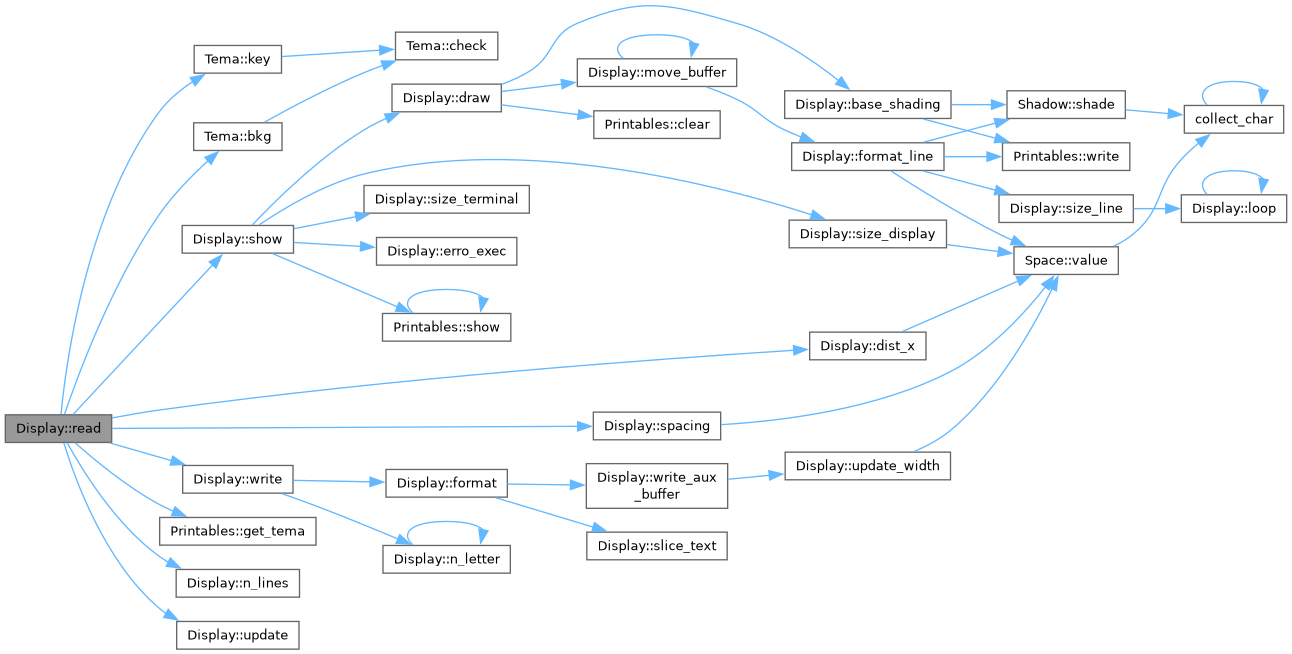 Display::read
Tema::key
Tema::bkg
Display::show
Display::write
Printables::get_tema
Display::n_lines
Display::update
Tema::check
Display::draw
Display::size_terminal
Display::erro_exec
Printables::show
Display::format
Display::n_letter
Display::move_buffer
Printables::clear
Display::spacing
Display::write_aux
_buffer
Display::slice_text
Display::base_shading
Display::format_line
Display::size_display
Display::dist_x
Display::update_width
Shadow::shade
Printables::write
Display::size_line
Space::value
collect_char
Display::loop